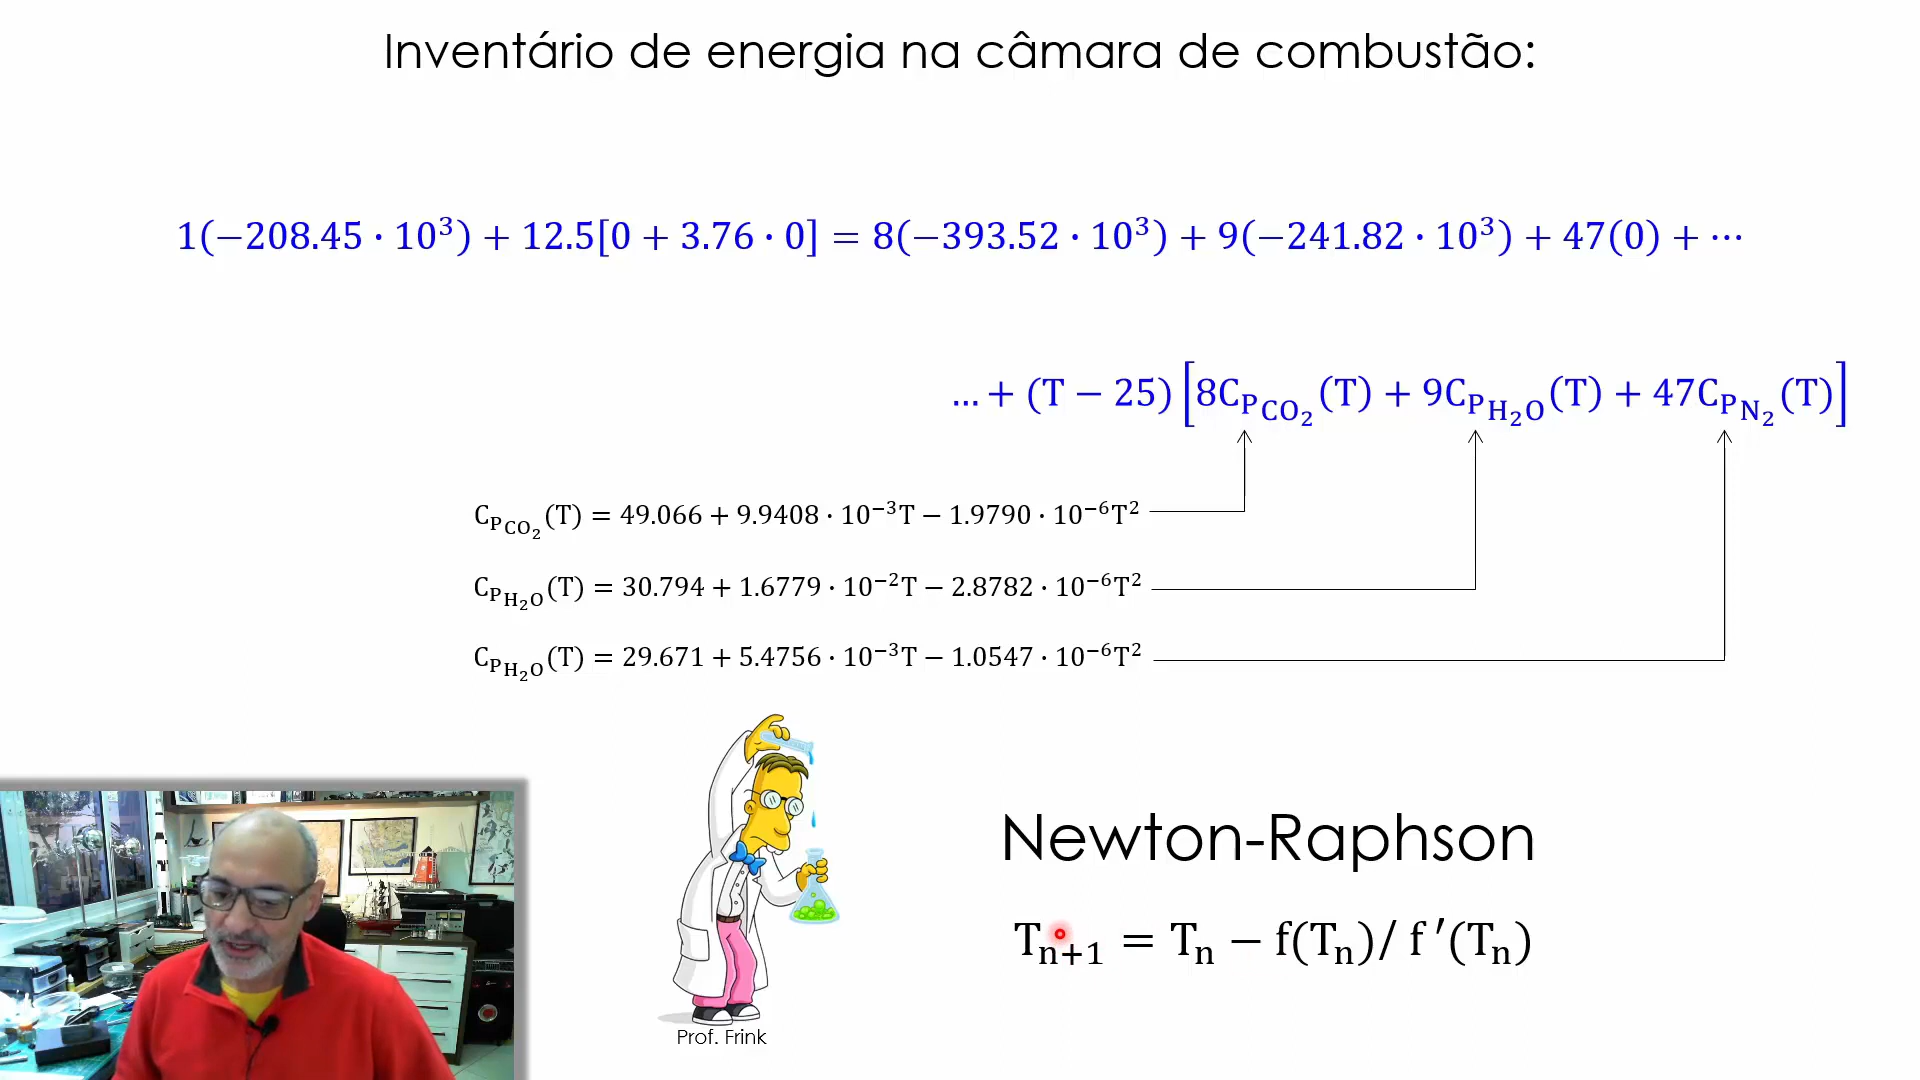 Inventário de energia na câmara de combustão:
1(−208.45 · 10³) + 12.5[0 + 3.76 · 0] = 8(−393.52 · 10³) + 9(−241.82 · 10³) + 47(0) + ⋯
… + (T − 25) [8C_P_CO₂(T) + 9C_P_H₂O(T) + 47C_P_N₂(T)]
C_P_CO₂(T) = 49.066 + 9.9408 · 10⁻³T − 1.9790 · 10⁻⁶T²
C_P_H₂O(T) = 30.794 + 1.6779 · 10⁻²T − 2.8782 · 10⁻⁶T²
C_P_H₂O(T) = 29.671 + 5.4756 · 10⁻³T − 1.0547 · 10⁻⁶T²
Newton-Raphson
Tₙ₊₁ = Tₙ − f(Tₙ)/ f ′(Tₙ)
Prof. Frink